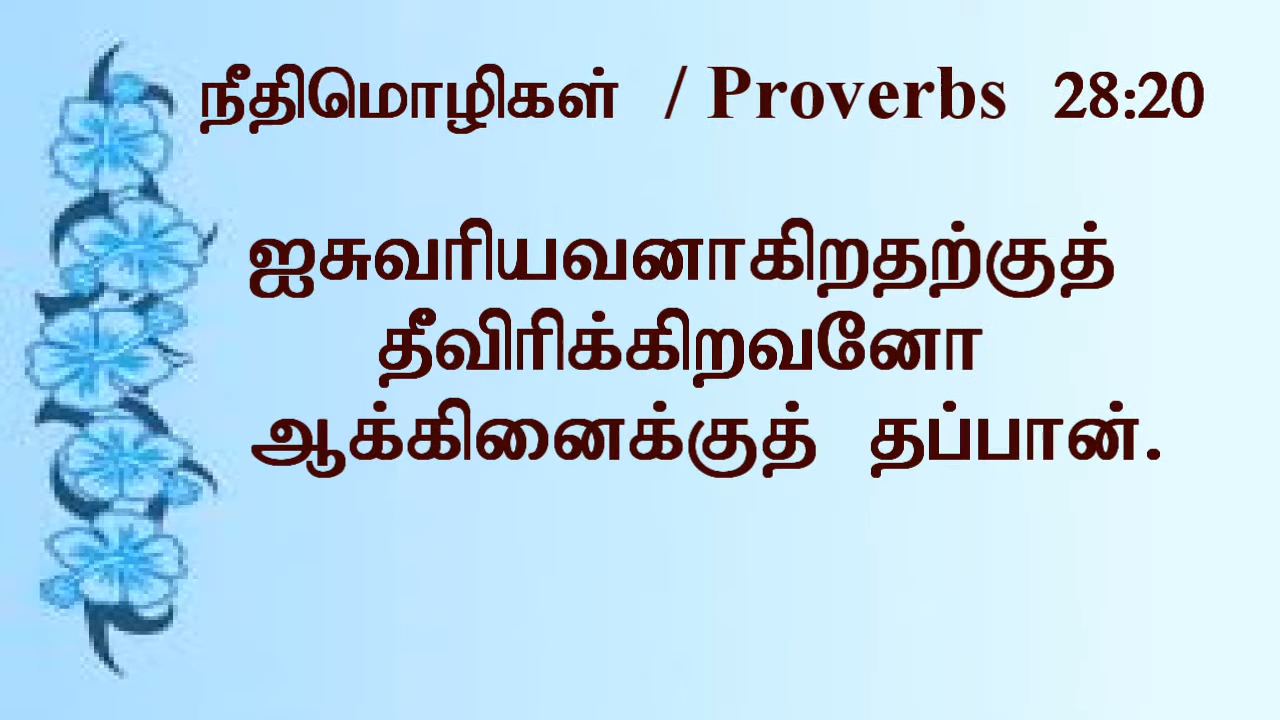 நீதிமொழிகள் / Proverbs 28:20
ஐசுவரியவனாகிறதற்குத்
தீவிரிக்கிறவனோ
ஆக்கினைக்குத் தப்பான்.